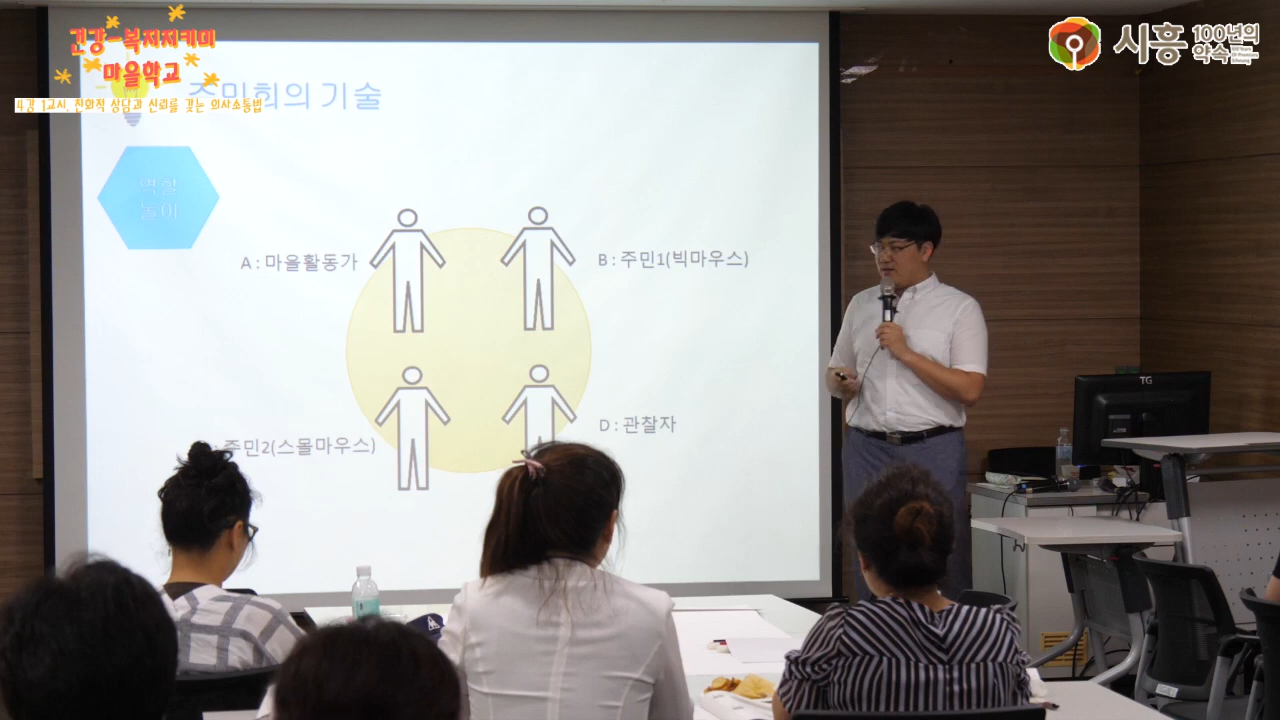 건강-복지지키미
마을학교
4강 1교시. 친화적 상담과 신뢰를 갖는 의사소통법
시흥 100년의
약속
주민회의 기술
역할
놀이
A : 마을활동가
B : 주민1(빅마우스)
주민2(스몰마우스)
D : 관찰자
TG